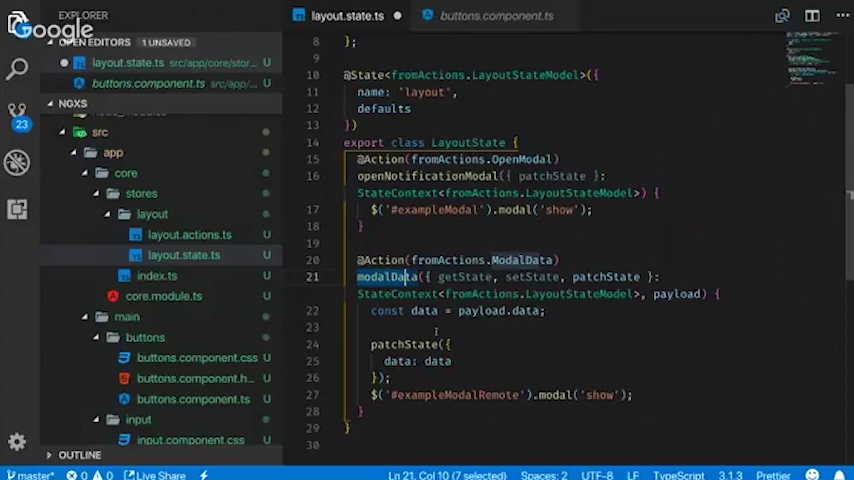 EXPLORER
Google
OPEN EDITORS 1 UNSAVED
layout.state.ts src/app/core/stor... U
buttons.component.ts src/app/... U
NGXS
src
app
core
stores
layout
layout.actions.ts U
layout.state.ts U
index.ts U
core.module.ts U
main
buttons
buttons.component.css U
buttons.component.h... U
buttons.component.ts U
input
input.component.css U
OUTLINE
23
layout.state.ts
buttons.component.ts
8 };
9
10 @State<fromActions.LayoutStateModel>({
11 name: 'layout',
12 defaults
13 })
14 export class LayoutState {
15 @Action(fromActions.OpenModal)
16 openNotificationModal({ patchState }:
StateContext<fromActions.LayoutStateModel>) {
17 $('#exampleModal').modal('show');
18 }
19
20 @Action(fromActions.ModalData)
21 modalData({ getState, setState, patchState }:
StateContext<fromActions.LayoutStateModel>, payload) {
22 const data = payload.data;
23
24 patchState({
25 data: data
26 });
27 $('#exampleModalRemote').modal('show');
28 }
29 }
30
master* 0 0 Live Share Ln 21, Col 10 (7 selected) Spaces: 2 UTF-8 LF TypeScript 3.1.3 Prettier